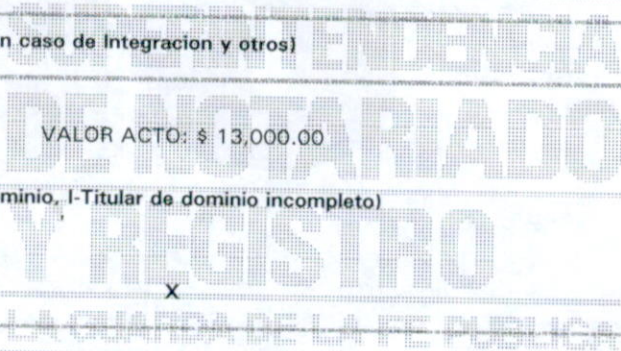 SUPERINTENDENCIA
n caso de Integracion y otros)
DE NOTARIADO
VALOR ACTO: $ 13,000.00
minio, I-Titular de dominio incompleto)
Y REGISTRO
X
LA GUARDA DE LA FE PUBLICA